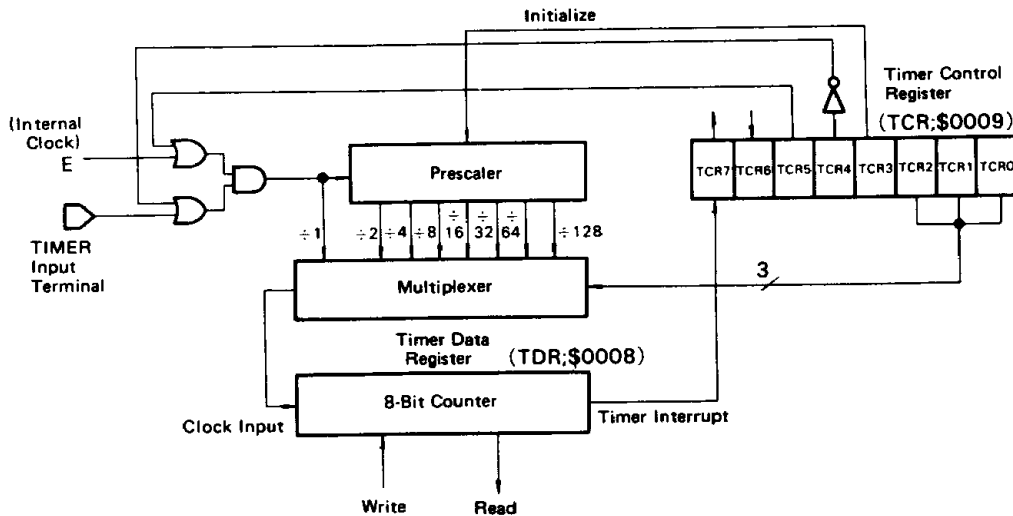 Initialize
Timer Control
Register
(TCR;$0009)
(Internal
Clock)
E
TCR7
TCR6
TCR5
TCR4
TCR3
TCR2
TCR1
TCR0
Prescaler
TIMER
Input
Terminal
÷1
÷2
÷4
÷8
÷
16
÷
32
÷
64
÷128
3
Multiplexer
Timer Data
Register
(TDR;$0008)
8-Bit Counter
Clock Input
Timer Interrupt
Write
Read